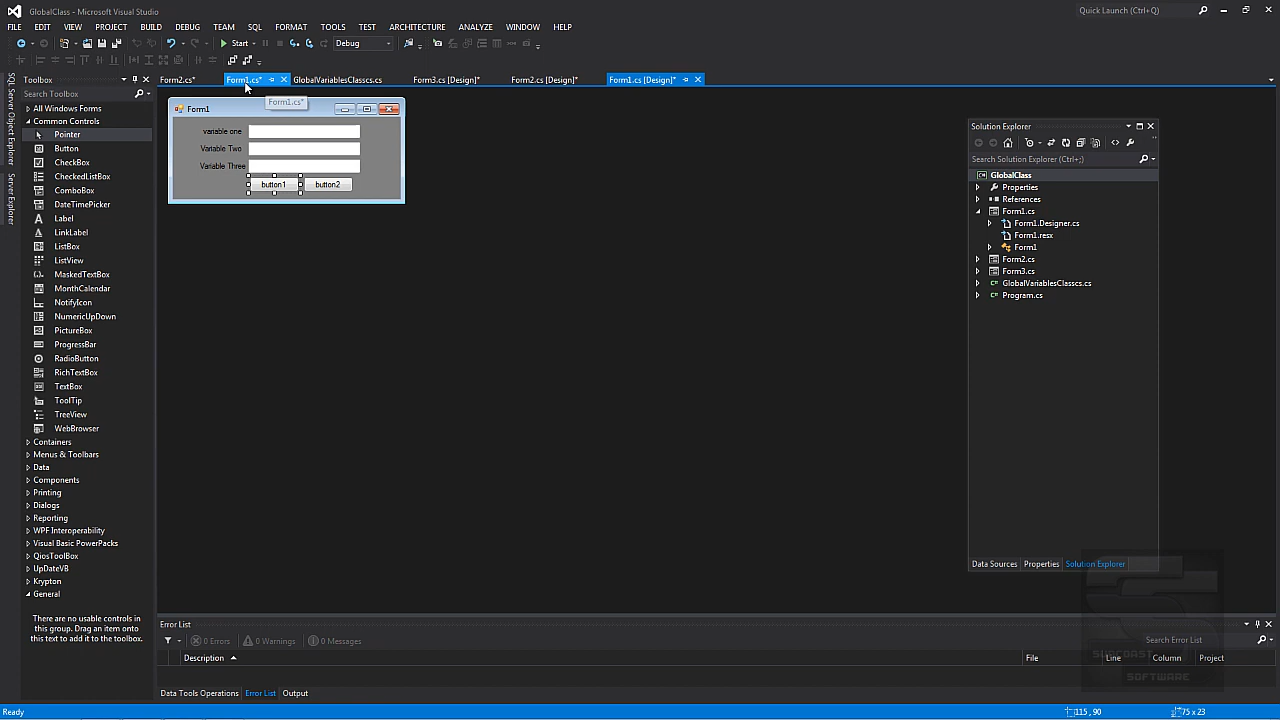 GlobalClass - Microsoft Visual Studio
Quick Launch (Ctrl+Q)
FILE EDIT VIEW PROJECT BUILD DEBUG TEAM SQL FORMAT TOOLS TEST ARCHITECTURE ANALYZE WINDOW HELP
Start Debug
Toolbox
Form2.cs* Form1.cs* GlobalVariablesClasscs.cs Form3.cs [Design]* Form2.cs [Design]* Form1.cs [Design]*
Form1.cs*
SQL Server Object Explorer
Server Explorer
Search Toolbox
All Windows Forms
Common Controls
Pointer
Button
CheckBox
CheckedListBox
ComboBox
DateTimePicker
Label
LinkLabel
ListBox
ListView
MaskedTextBox
MonthCalendar
NotifyIcon
NumericUpDown
PictureBox
ProgressBar
RadioButton
RichTextBox
TextBox
ToolTip
TreeView
WebBrowser
Containers
Menus & Toolbars
Data
Components
Printing
Dialogs
Reporting
WPF Interoperability
Visual Basic PowerPacks
QiosToolBox
UpDateVB
Krypton
General
There are no usable controls in
this group. Drag an item onto
this text to add it to the toolbox.
Form1
variable one
Variable Two
Variable Three
button1 button2
Solution Explorer
Search Solution Explorer (Ctrl+;)
GlobalClass
Properties
References
Form1.cs
Form1.Designer.cs
Form1.resx
Form1
Form2.cs
Form3.cs
GlobalVariablesClasscs.cs
Program.cs
Data Sources Properties Solution Explorer
Error List
0 Errors 0 Warnings 0 Messages
Search Error List
Description File Line Column Project
SUNCOAST
SOFTWARE
Data Tools Operations Error List Output
Ready
115 , 90
75 x 23